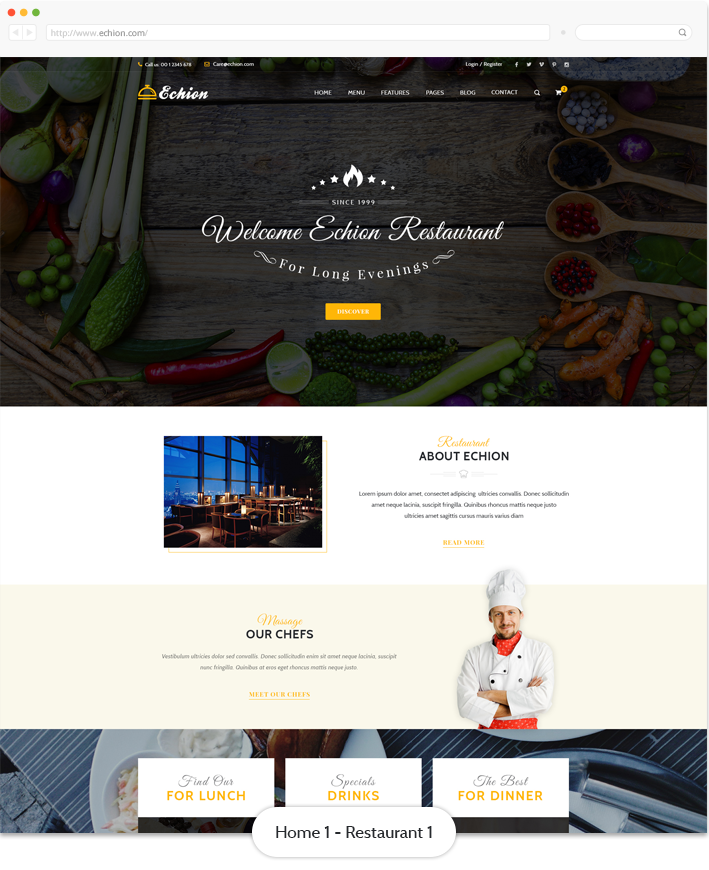 http://www.echion.com/
Call us: 00 1 2345 678
Care@echion.com
Login / Register
Echion
HOME
MENU
FEATURES
PAGES
BLOG
CONTACT
2
SINCE 1999
Welcome Echion Restaurant
For Long Evenings
DISCOVER
Restaurant
ABOUT ECHION
Lorem ipsum dolor amet, consectet adipiscing ultricies convallis. Donec sollicitudin
amet neque lacinia, suscipit fringilla. Quinibus rhoncus mattis neque justo
ultricies amet sagittis cursus mauris varius diam
READ MORE
Massage
OUR CHEFS
Vestibulum ultricies dolor sed convallis. Donec sollicitudin enim sit amet neque lacinia, suscipit
nunc fringilla. Quinibus at eros eget rhoncus mattis neque justo
MEET OUR CHEFS
Find Our
FOR LUNCH
Specials
DRINKS
The Best
FOR DINNER
Home 1 - Restaurant 1